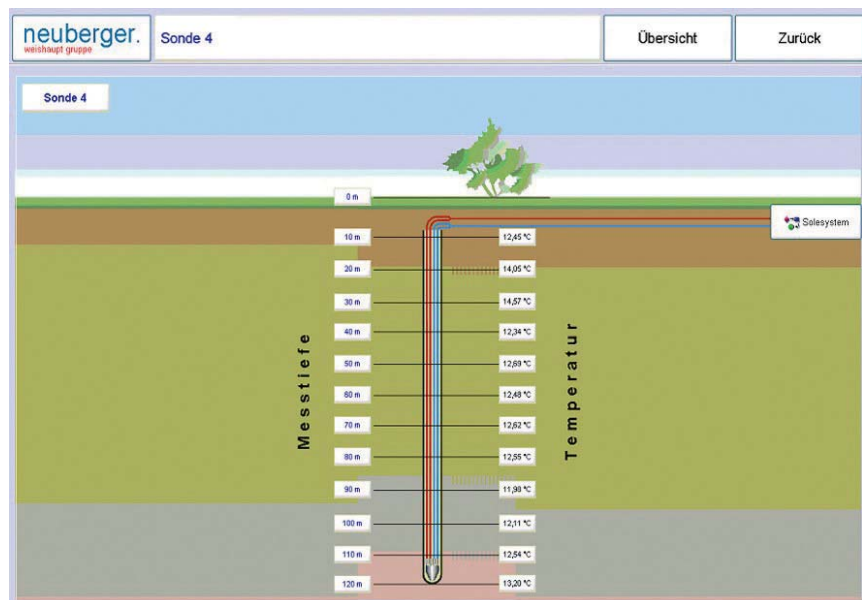 neuberger.
weishaupt gruppe
Sonde 4
Übersicht
Zurück
Sonde 4
0 m
Solesystem
10 m 12,45 °C
20 m 14,05 °C
30 m 14,57 °C
40 m 12,34 °C
50 m 12,69 °C
60 m 12,48 °C
70 m 12,62 °C
80 m 12,55 °C
90 m 11,98 °C
100 m 12,11 °C
110 m 12,54 °C
120 m 13,20 °C
Messtiefe
Temperatur